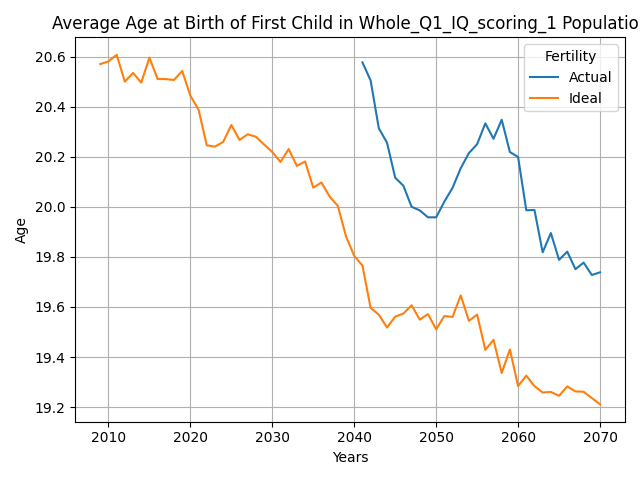 Average Age at Birth of First Child in Whole_Q1_IQ_scoring_1 Populatio
Fertility
Actual
Ideal
20.6
20.4
20.2
20.0
19.8
19.6
19.4
19.2
Age
2010 2020 2030 2040 2050 2060 2070
Years